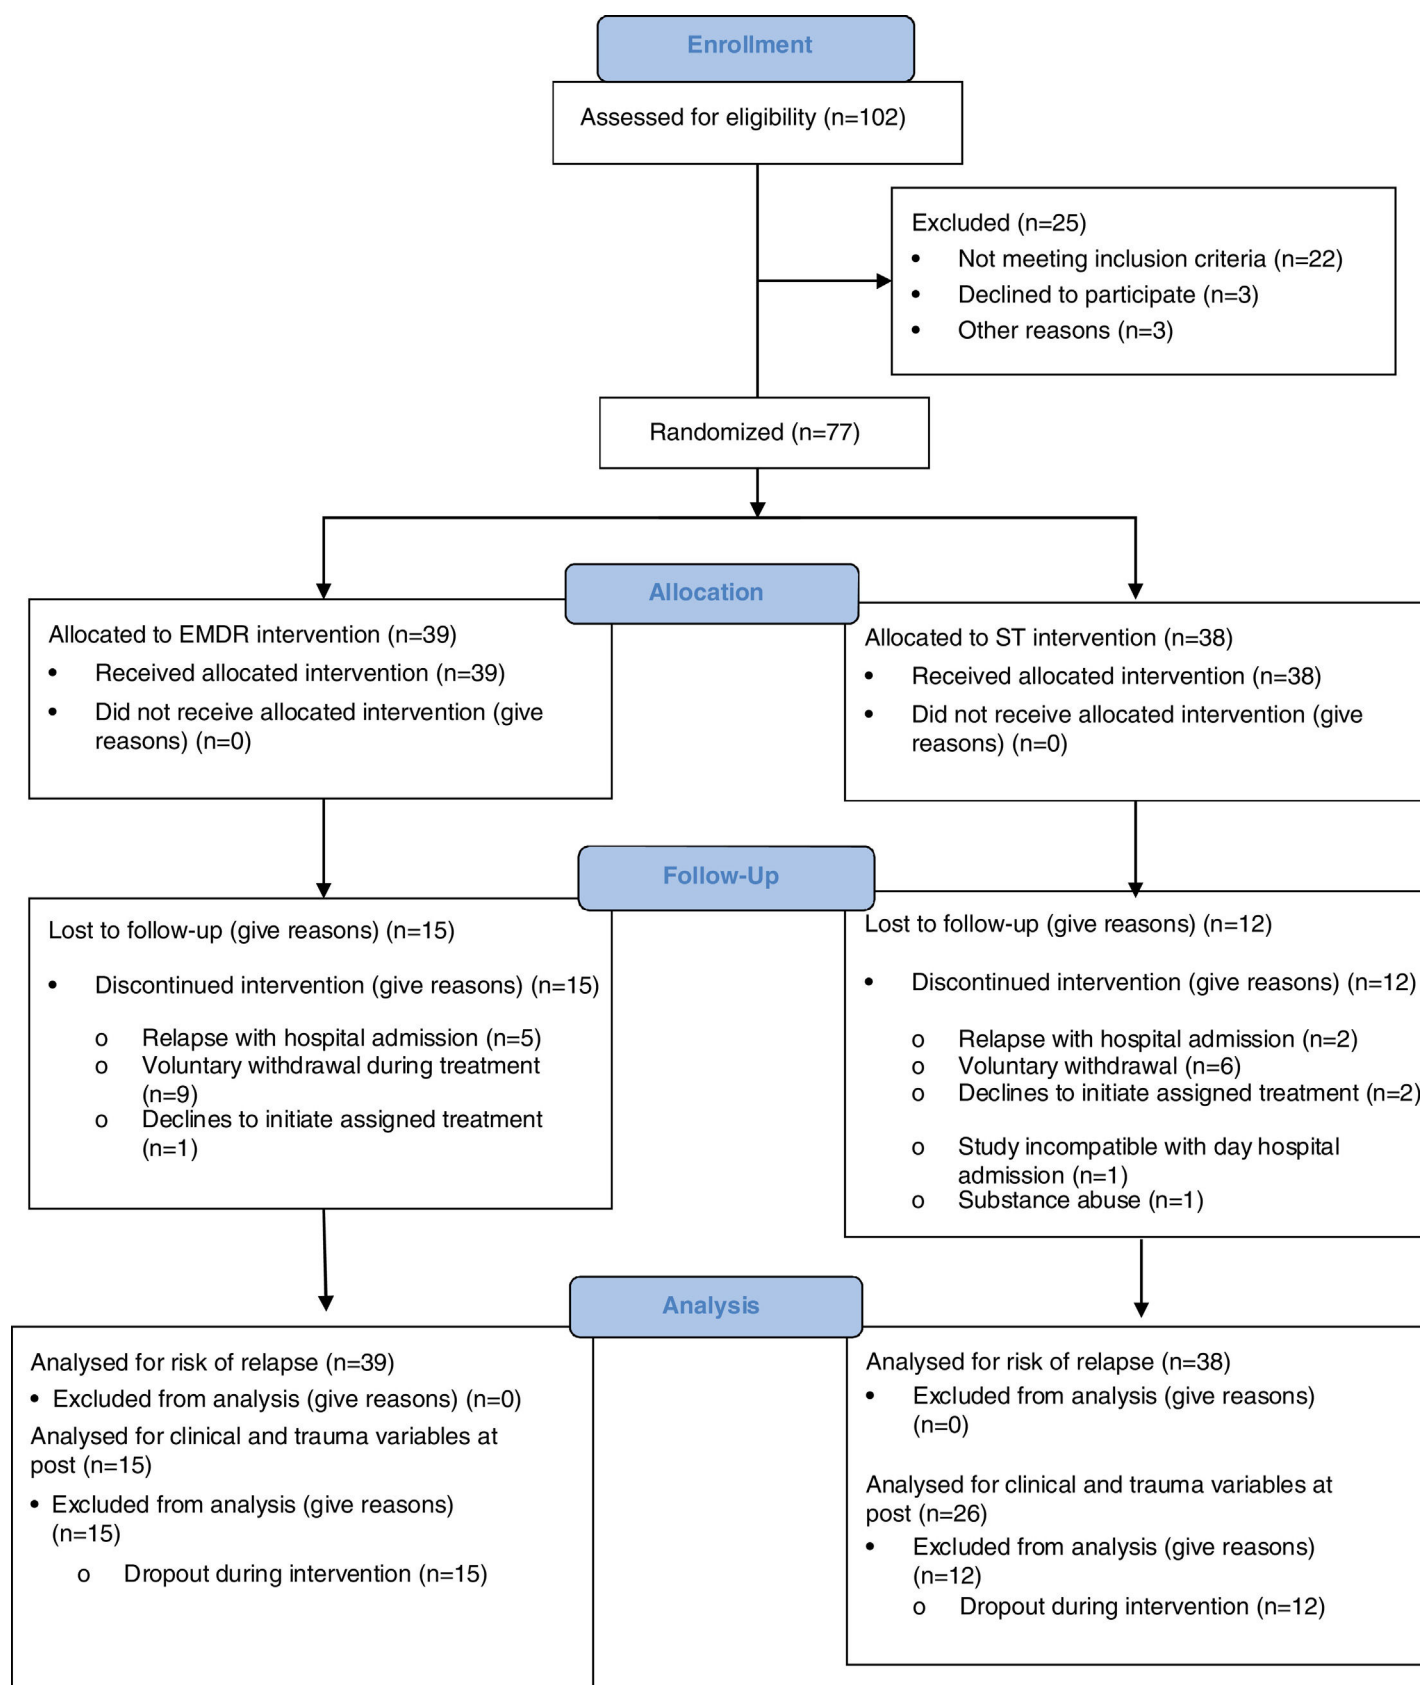 Enrollment
Assessed for eligibility (n=102)
Excluded (n=25)
• Not meeting inclusion criteria (n=22)
• Declined to participate (n=3)
• Other reasons (n=3)
Randomized (n=77)
Allocation
Allocated to EMDR intervention (n=39)
• Received allocated intervention (n=39)
• Did not receive allocated intervention (give
reasons) (n=0)
Allocated to ST intervention (n=38)
• Received allocated intervention (n=38)
• Did not receive allocated intervention (give
reasons) (n=0)
Follow-Up
Lost to follow-up (give reasons) (n=15)
• Discontinued intervention (give reasons) (n=15)
o Relapse with hospital admission (n=5)
o Voluntary withdrawal during treatment
(n=9)
o Declines to initiate assigned treatment
(n=1)
Lost to follow-up (give reasons) (n=12)
• Discontinued intervention (give reasons) (n=12)
o Relapse with hospital admission (n=2)
o Voluntary withdrawal (n=6)
o Declines to initiate assigned treatment (n=2)
o Study incompatible with day hospital
admission (n=1)
o Substance abuse (n=1)
Analysis
Analysed for risk of relapse (n=39)
• Excluded from analysis (give reasons) (n=0)
Analysed for clinical and trauma variables at
post (n=15)
• Excluded from analysis (give reasons)
(n=15)
o Dropout during intervention (n=15)
Analysed for risk of relapse (n=38)
• Excluded from analysis (give reasons)
(n=0)
Analysed for clinical and trauma variables at
post (n=26)
• Excluded from analysis (give reasons)
(n=12)
o Dropout during intervention (n=12)